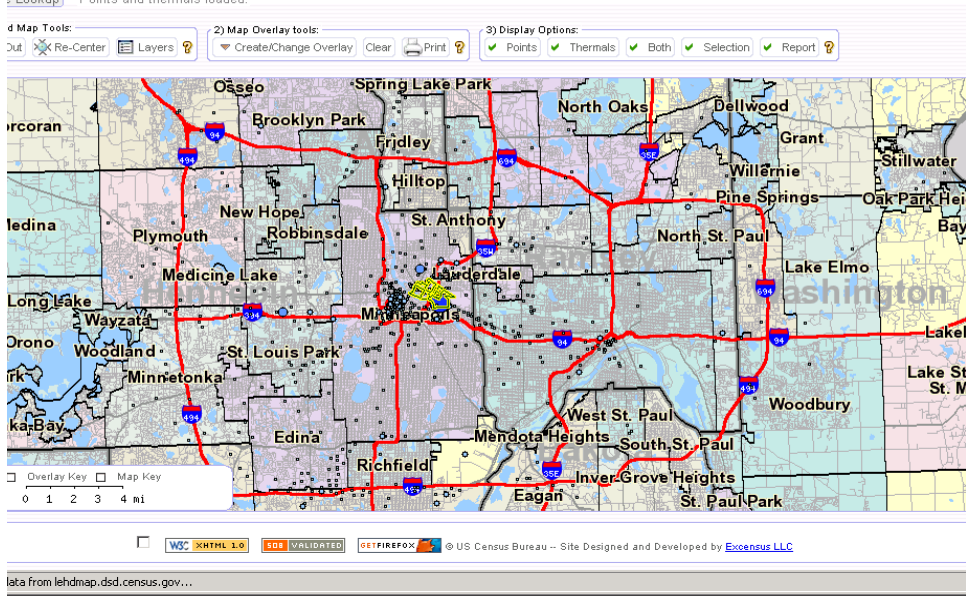 Lookup Points and thermals loaded.
d Map Tools: 2) Map Overlay tools: 3) Display Options:
Out Re-Center Layers ? Create/Change Overlay Clear Print ? Points Thermals Both Selection Report ?
Osseo Spring Lake Park
North Oaks Dellwood
orcoran Brooklyn Park 94 Grant
Fridley
494 694 35E Stillwater
Hilltop Willernie
Pine Springs Oak Park Hei
New Hope St. Anthony
Medina Robbinsdale Bay
Plymouth North St. Paul
35W
Medicine Lake Lauderdale Ramsey Lake Elmo
Hennepin 694 Washington
Long Lake
Wayzata 394 Minneapolis
Orono 94 94 Lakel
Woodland St. Louis Park
rk Minnetonka Lake St
494 St. M
494 Woodbury
ka Bay West St. Paul
Edina Mendota Heights South St. Paul
Dakota
Richfield 35E Inver Grove Heights
Overlay Key Map Key 494
0 1 2 3 4 mi Eagan St. Paul Park
W3C XHTML 1.0 508 VALIDATED GETFIREFOX © US Census Bureau -- Site Designed and Developed by Excensus LLC
data from lehdmap.dsd.census.gov...